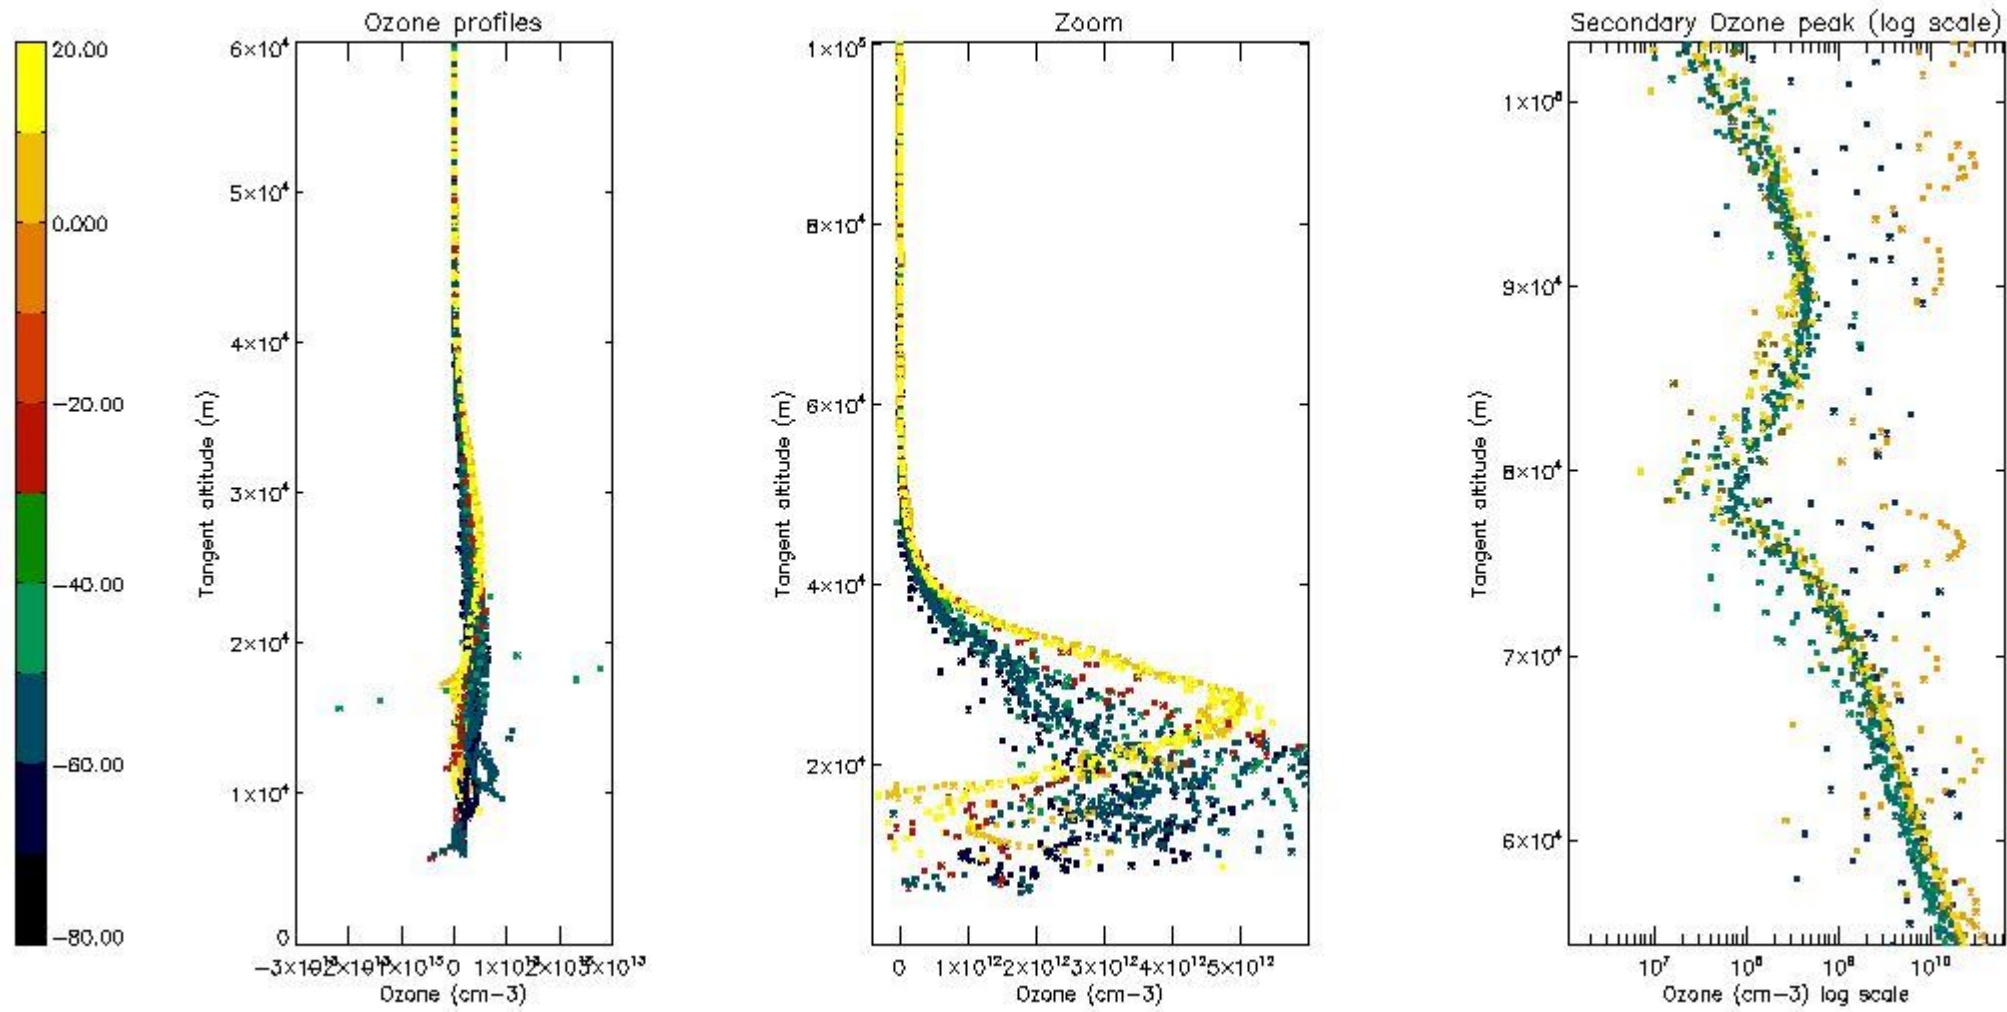 Ozone profiles
Zoom
Secondary Ozone peak (log scale)
20.00
0.000
−20.00
−40.00
−60.00
−80.00
6×10⁴
5×10⁴
4×10⁴
3×10⁴
2×10⁴
1×10⁴
0
Tangent altitude (m)
0
Ozone (cm−3)
1×10⁵
8×10⁴
6×10⁴
4×10⁴
2×10⁴
Tangent altitude (m)
0 1×10¹² 2×10¹² 3×10¹² 4×10¹² 5×10¹²
Ozone (cm−3)
9×10⁴
8×10⁴
7×10⁴
6×10⁴
Tangent altitude (m)
10⁷ 10⁸ 10⁹ 10¹⁰
Ozone (cm−3) log scale